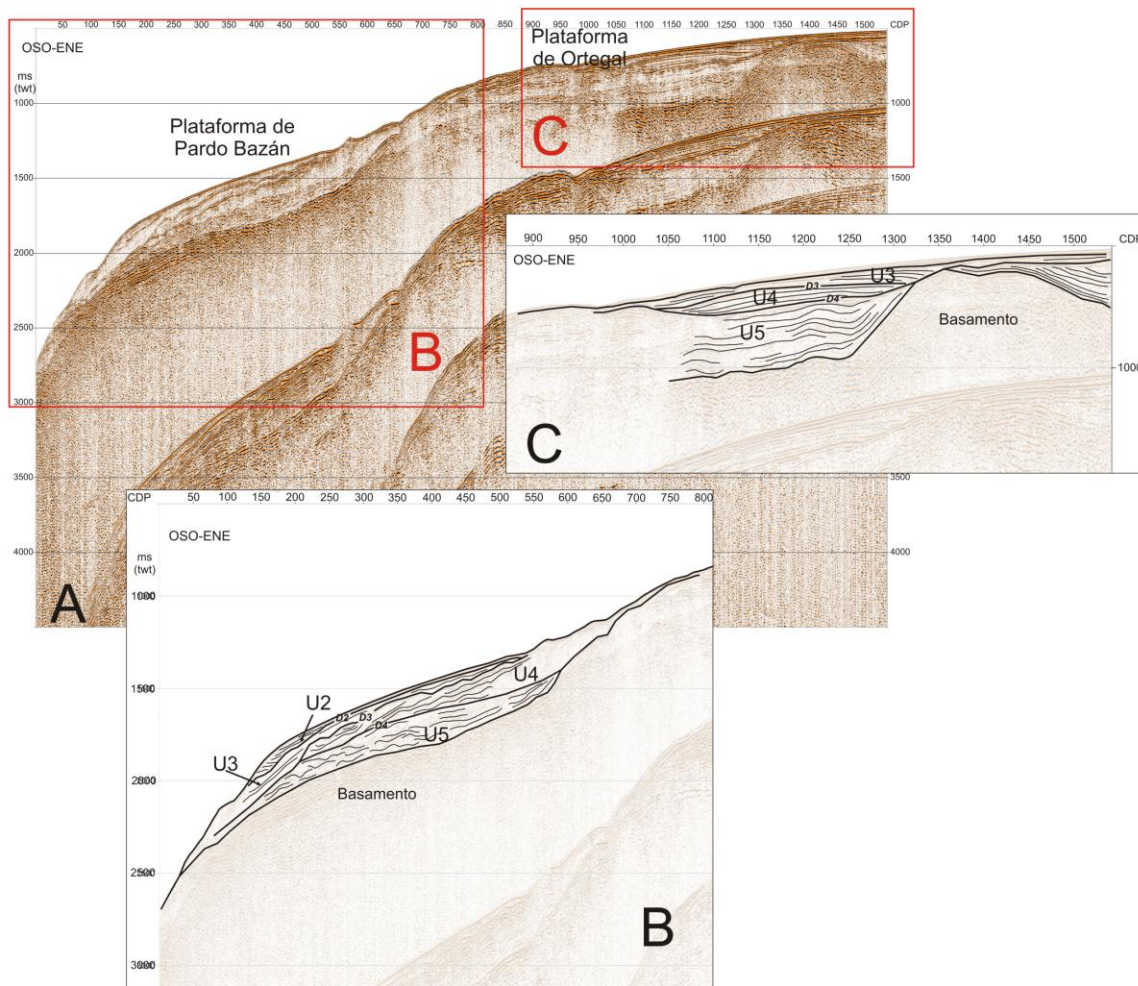 50 100 150 200 250 300 350 400 450 500 550 600 650 700 750 800 850 900 950 1000 1050 1100 1150 1200 1250 1300 1350 1400 1450 1500 CDP
OSO-ENE
ms
(twt)
Plataforma
de Ortegal
1000
1000
Plataforma de
Pardo Bazán
C
1500
1500
2000
2500
B
3000
3500
3500
4000
4000
A
900 950 1000 1050 1100 1150 1200 1250 1300 1350 1400 1450 1500 CDP
OSO-ENE
U3
D3
U4
D4
U5
Basamento
1000
C
CDP 50 100 150 200 250 300 350 400 450 500 550 600 650 700 750 800
OSO-ENE
ms
(twt)
1000
1500
U4
U2
D2 D3
D4
U5
U3
2000
Basamento
2500
B
3000